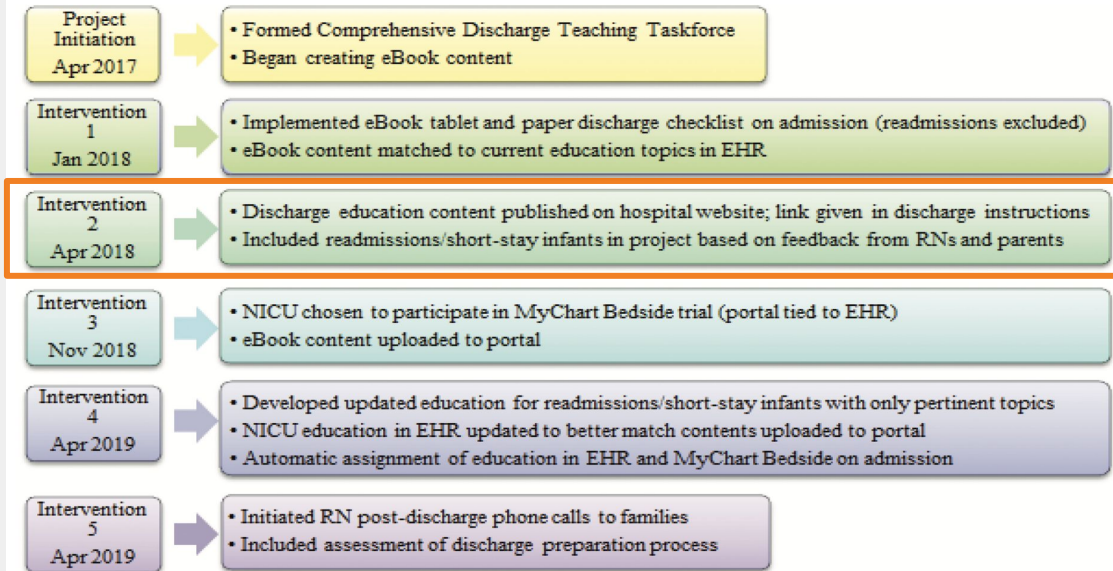 Project
Initiation
Apr 2017
• Formed Comprehensive Discharge Teaching Taskforce
• Began creating eBook content
Intervention
1
Jan 2018
• Implemented eBook tablet and paper discharge checklist on admission (readmissions excluded)
• eBook content matched to current education topics in EHR
Intervention
2
Apr 2018
• Discharge education content published on hospital website; link given in discharge instructions
• Included readmissions/short-stay infants in project based on feedback from RNs and parents
Intervention
3
Nov 2018
• NICU chosen to participate in MyChart Bedside trial (portal tied to EHR)
• eBook content uploaded to portal
Intervention
4
Apr 2019
• Developed updated education for readmissions/short-stay infants with only pertinent topics
• NICU education in EHR updated to better match contents uploaded to portal
• Automatic assignment of education in EHR and MyChart Bedside on admission
Intervention
5
Apr 2019
• Initiated RN post-discharge phone calls to families
• Included assessment of discharge preparation process